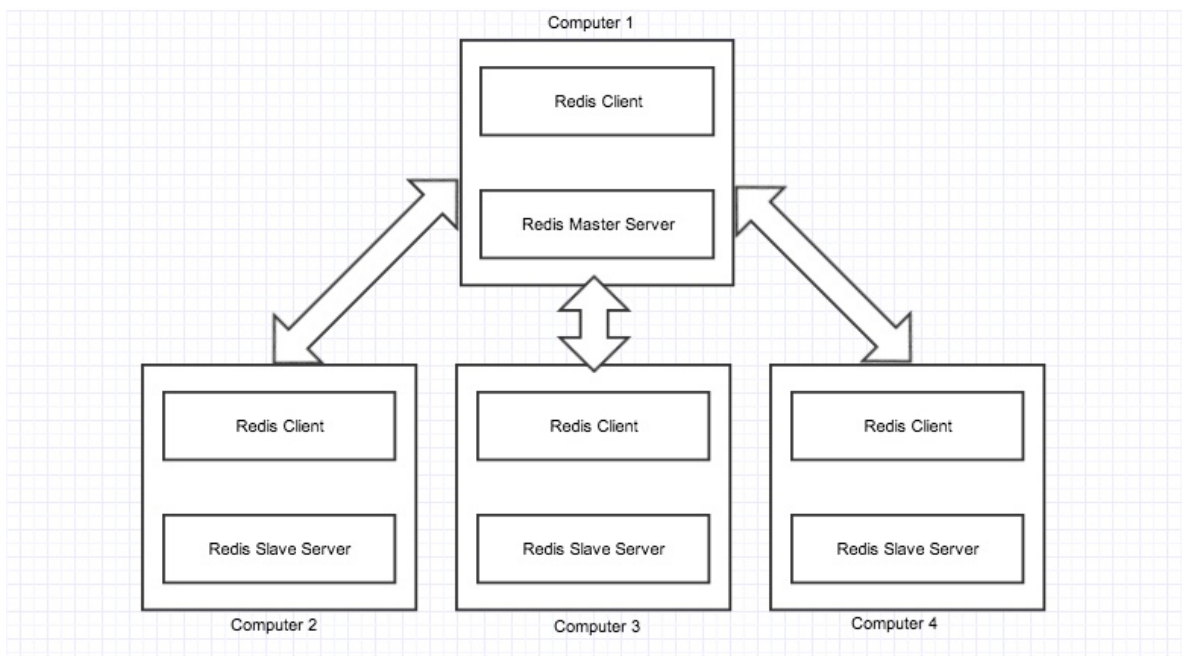 Computer 1
Redis Client
Redis Master Server
Redis Client
Redis Client
Redis Client
Redis Slave Server
Redis Slave Server
Redis Slave Server
Computer 2
Computer 3
Computer 4